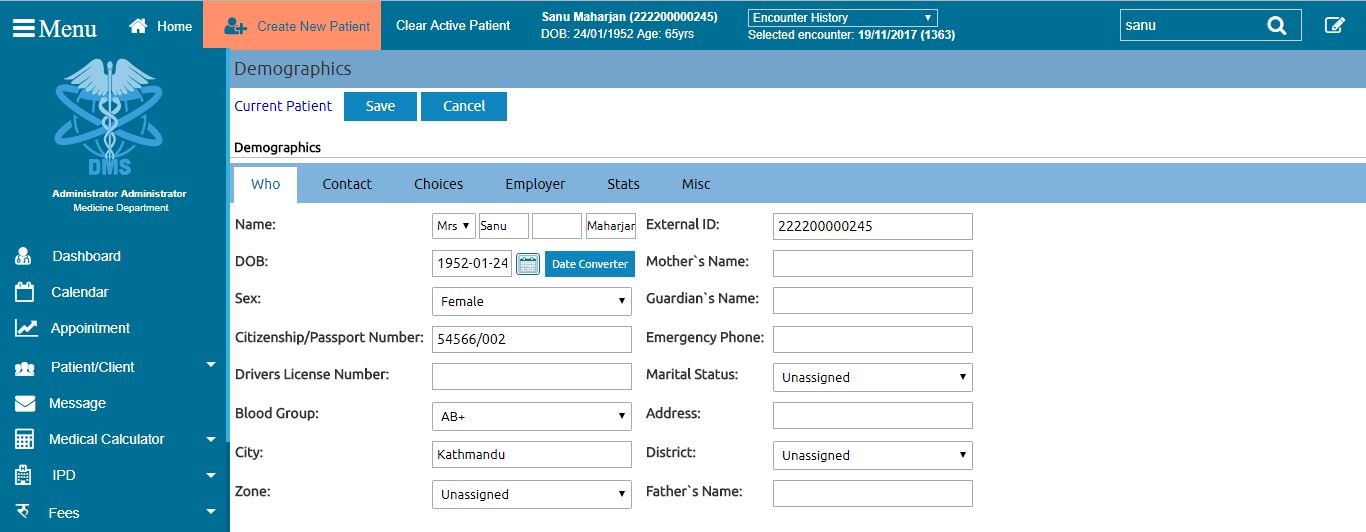 Menu
Home
Create New Patient
Clear Active Patient
Sanu Maharjan (222200000245)
DOB: 24/01/1952 Age: 65yrs
Encounter History
Selected encounter: 19/11/2017 (1363)
sanu
DMS
Administrator Administrator
Medicine Department
Dashboard
Calendar
Appointment
Patient/Client
Message
Medical Calculator
IPD
Fees
Demographics
Current Patient Save Cancel
Demographics
Who Contact Choices Employer Stats Misc
Name: Mrs Sanu Maharjan External ID: 222200000245
DOB: 1952-01-24 Date Converter Mother`s Name:
Sex: Female Guardian`s Name:
Citizenship/Passport Number: 54566/002 Emergency Phone:
Drivers License Number: Marital Status: Unassigned
Blood Group: AB+ Address:
City: Kathmandu District: Unassigned
Zone: Unassigned Father`s Name: